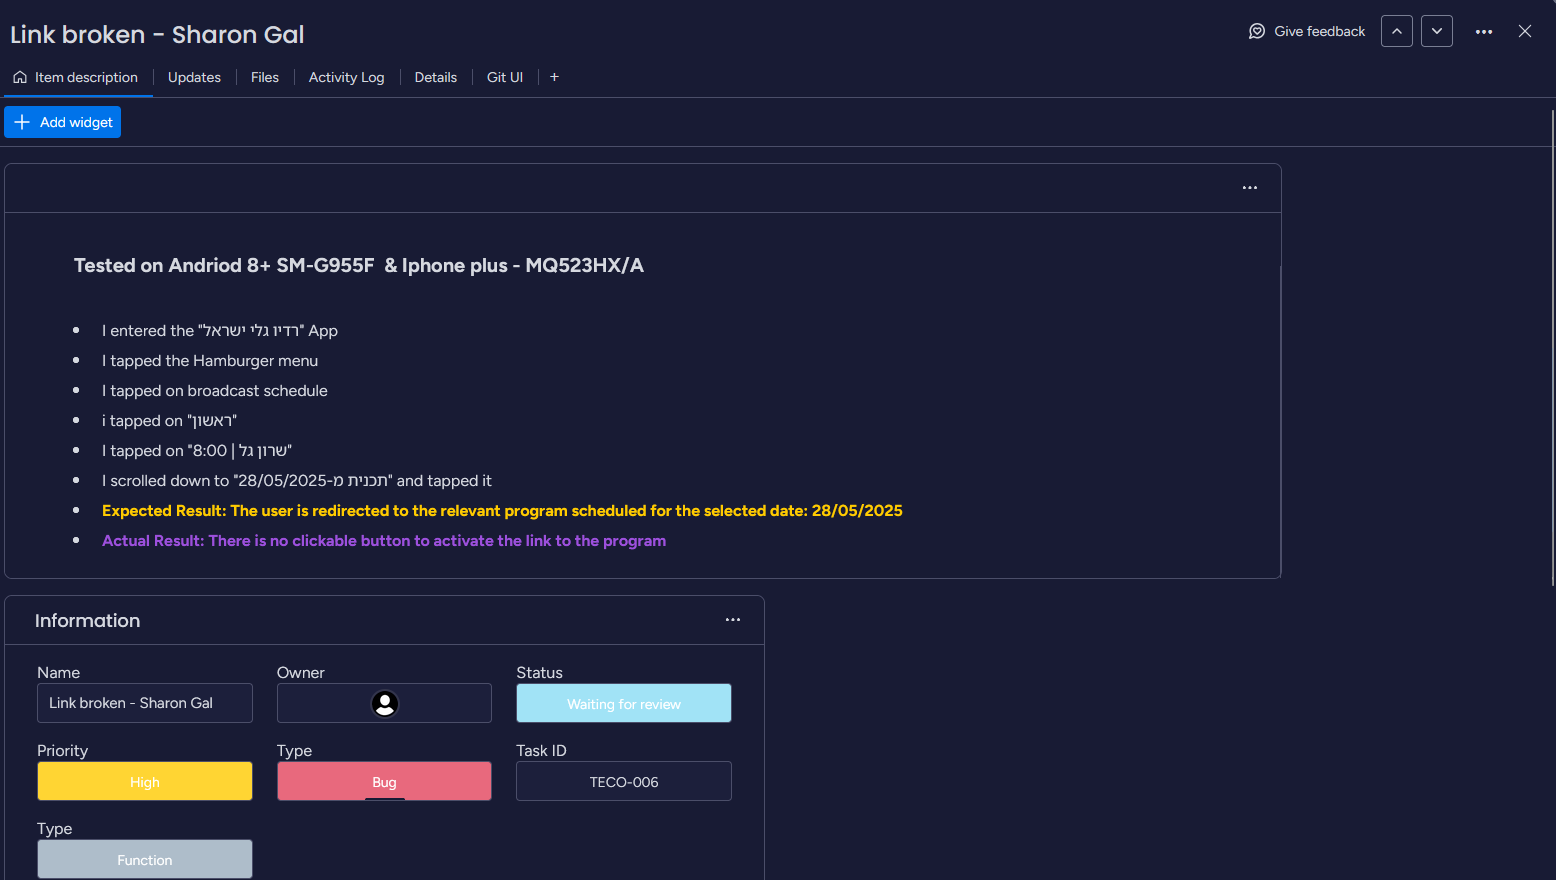 Link broken - Sharon Gal
Give feedback
Item description
Updates
Files
Activity Log
Details
Git UI
Add widget
Tested on Andriod 8+ SM-G955F & Iphone plus - MQ523HX/A
I entered the "רדיו גלי ישראל" App
I tapped the Hamburger menu
I tapped on broadcast schedule
i tapped on "ראשון"
I tapped on "8:00 | שרון גל"
I scrolled down to "תכנית מ-28/05/2025" and tapped it
Expected Result: The user is redirected to the relevant program scheduled for the selected date: 28/05/2025
Actual Result: There is no clickable button to activate the link to the program
Information
Name
Owner
Status
Link broken - Sharon Gal
Waiting for review
Priority
Type
Task ID
High
Bug
TECO-006
Type
Function